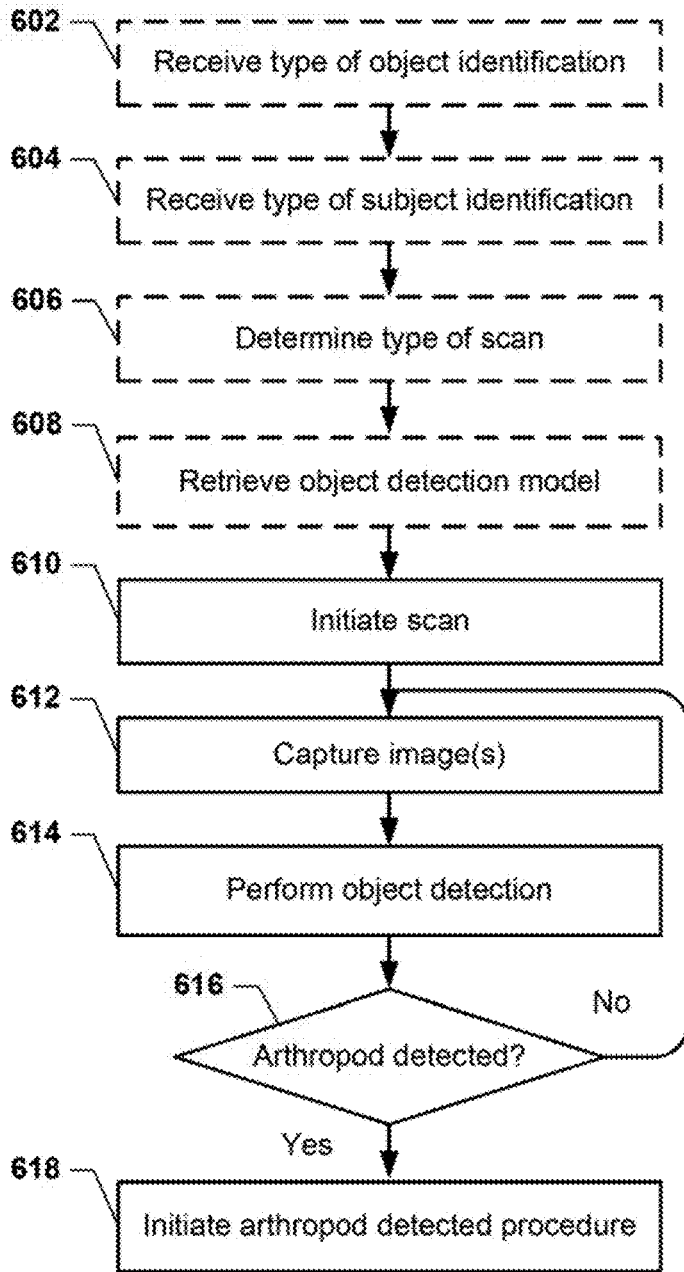 602
Receive type of object identification
604
Receive type of subject identification
606
Determine type of scan
608
Retrieve object detection model
610
Initiate scan
612
Capture image(s)
614
Perform object detection
616
No
Arthropod detected?
Yes
618
Initiate arthropod detected procedure